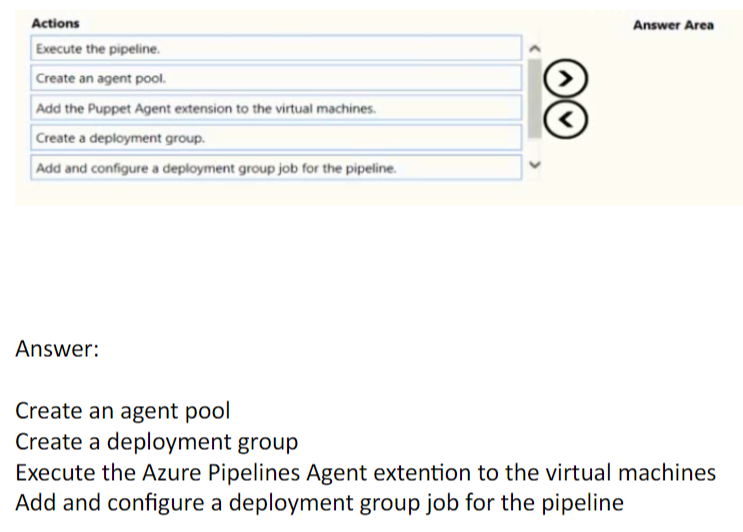 Actions
Answer Area
Execute the pipeline.
Create an agent pool.
Add the Puppet Agent extension to the virtual machines.
Create a deployment group.
Add and configure a deployment group job for the pipeline.
Answer:
Create an agent pool
Create a deployment group
Execute the Azure Pipelines Agent extention to the virtual machines
Add and configure a deployment group job for the pipeline